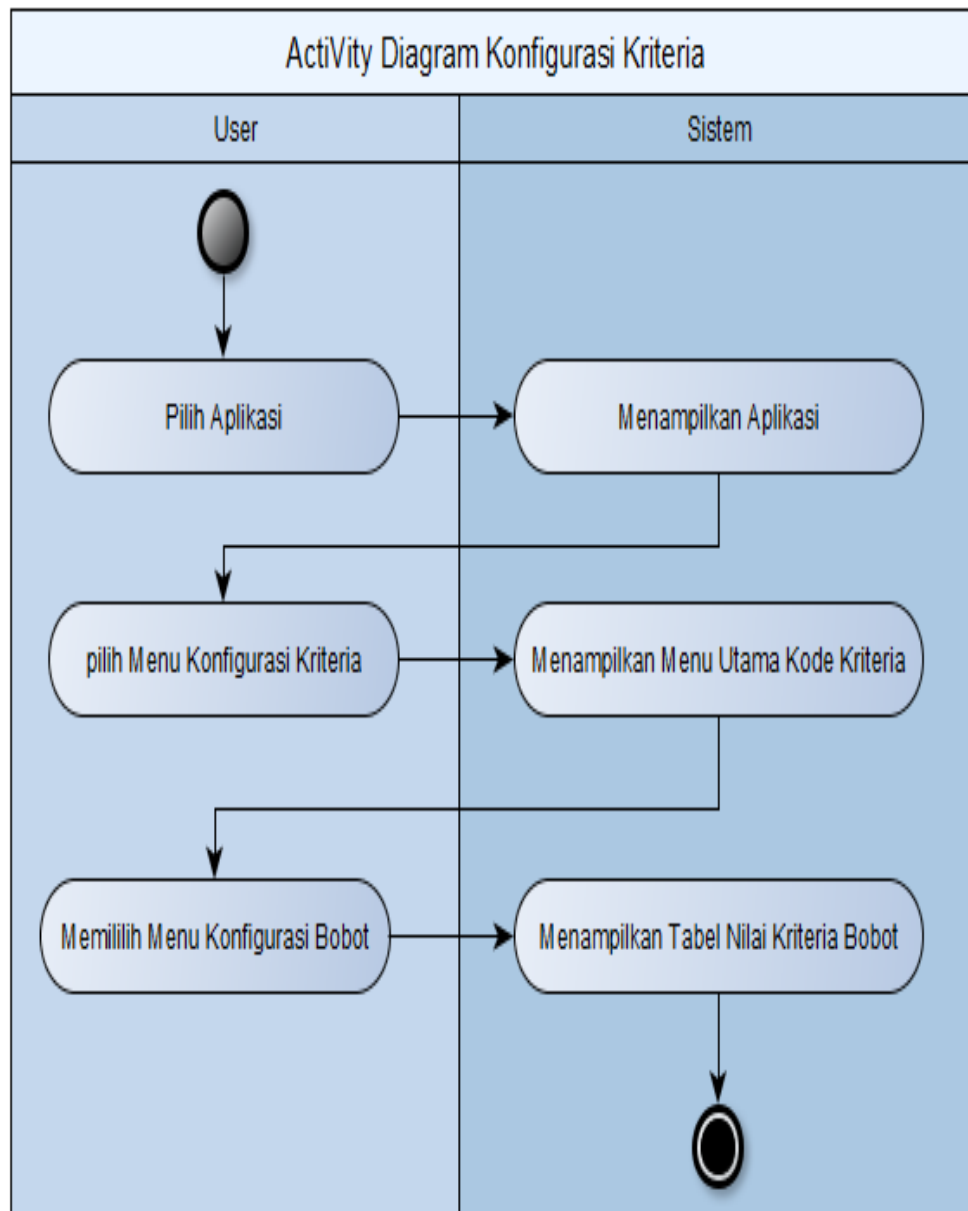 ActiVity Diagram Konfigurasi Kriteria
User
Sistem
Pilih Aplikasi
Menampilkan Aplikasi
pilih Menu Konfigurasi Kriteria
Menampilkan Menu Utama Kode Kriteria
Memililih Menu Konfigurasi Bobot
Menampilkan Tabel Nilai Kriteria Bobot